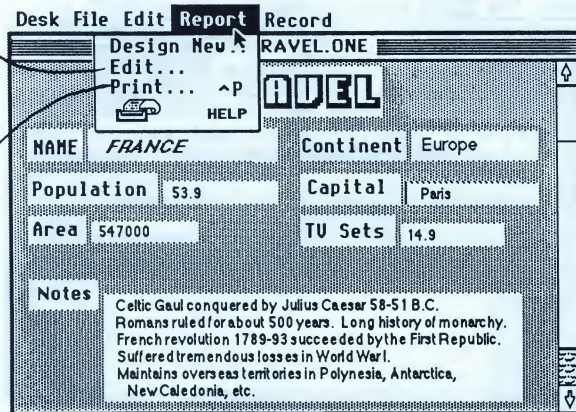 Desk File Edit Report Record
Design New...
Edit...
Print... ^P
HELP
RAVEL.ONE
AVEL
NAME FRANCE
Continent Europe
Population 53.9
Capital Paris
Area 547000
TV Sets 14.9
Notes
Celtic Gaul conquered by Julius Caesar 58-51 B.C.
Romans ruled for about 500 years. Long history of monarchy.
French revolution 1789-93 succeeded by the First Republic.
Suffered tremendous losses in World War I.
Maintains overseas territories in Polynesia, Antarctica,
New Caledonia, etc.